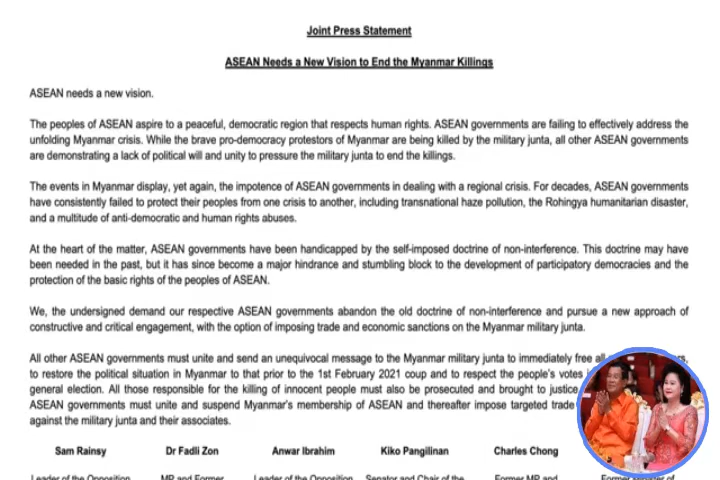 Joint Press Statement
ASEAN Needs a New Vision to End the Myanmar Killings
ASEAN needs a new vision.
The peoples of ASEAN aspire to a peaceful, democratic region that respects human rights. ASEAN governments are failing to effectively address the
unfolding Myanmar crisis. While the brave pro-democracy protestors of Myanmar are being killed by the military junta, all other ASEAN governments
are demonstrating a lack of political will and unity to pressure the military junta to end the killings.
The events in Myanmar display, yet again, the impotence of ASEAN governments in dealing with a regional crisis. For decades, ASEAN governments
have consistently failed to protect their peoples from one crisis to another, including transnational haze pollution, the Rohingya humanitarian disaster,
and a multitude of anti-democratic and human rights abuses.
At the heart of the matter, ASEAN governments have been handicapped by the self-imposed doctrine of non-interference. This doctrine may have
been needed in the past, but it has since become a major hindrance and stumbling block to the development of participatory democracies and the
protection of the basic rights of the peoples of ASEAN.
We, the undersigned demand our respective ASEAN governments abandon the old doctrine of non-interference and pursue a new approach of
constructive and critical engagement, with the option of imposing trade and economic sanctions on the Myanmar military junta.
All other ASEAN governments must unite and send an unequivocal message to the Myanmar military junta to immediately free all
to restore the political situation in Myanmar to that prior to the 1st February 2021 coup and to respect the people's votes
general election. All those responsible for the killing of innocent people must also be prosecuted and brought to justice
ASEAN governments must unite and suspend Myanmar's membership of ASEAN and thereafter impose targeted trade
against the military junta and their associates.
Sam Rainsy Dr Fadli Zon Anwar Ibrahim Kiko Pangilinan Charles Chong
Leader of the Opposition MP and Former Leader of the Opposition Senator and Chair of the Former MP and Former Minister of